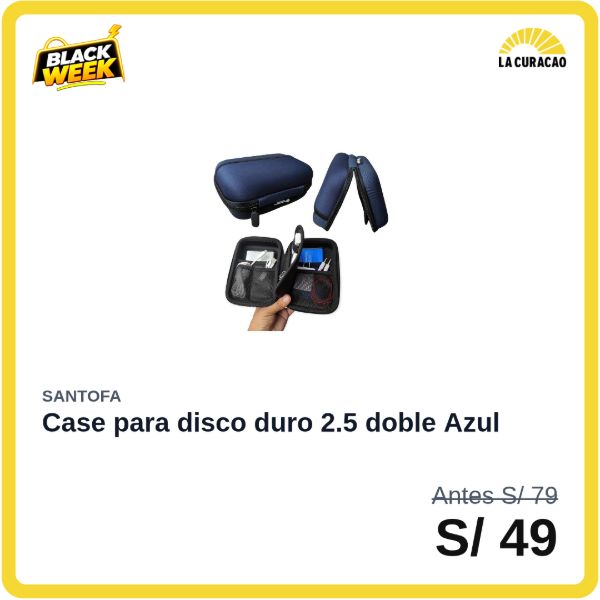 BLACK
WEEK
LA CURACAO
SANTOFA
Case para disco duro 2.5 doble Azul
Antes S/ 79
S/ 49